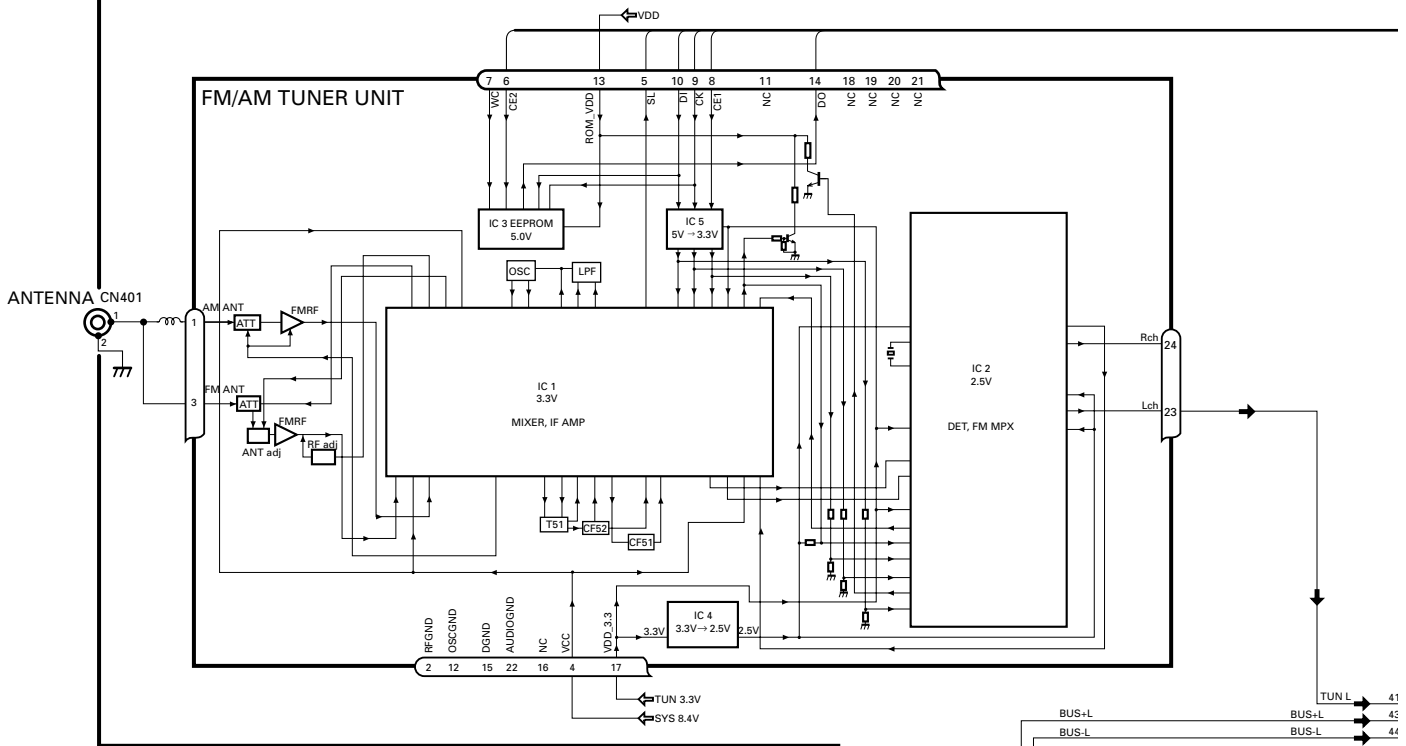 VDD
7 6 13 5 10 9 8 11 14 18 19 20 21
FM/AM TUNER UNIT
WC
CE2
ROM_VDD
SL
DI
CK
CE1
NC
DO
NC
NC
NC
NC
IC 3 EEPROM
5.0V
IC 5
5V → 3.3V
OSC
LPF
ANTENNA CN401
1
2
1
AM ANT
ATT
FMRF
3
FM ANT
ATT
FMRF
ANT adj
RF adj
IC 1
3.3V
MIXER, IF AMP
IC 2
2.5V
DET, FM MPX
Rch
24
Lch
23
T51
CF52
CF51
IC 4
3.3V → 2.5V
3.3V
2.5V
RFGND
OSCGND
DGND
AUDIOGND
NC
VCC
VDD_3.3
2 12 15 22 16 4 17
TUN 3.3V
SYS 8.4V
TUN L 41
BUS+L BUS+L 43
BUS-L BUS-L 44